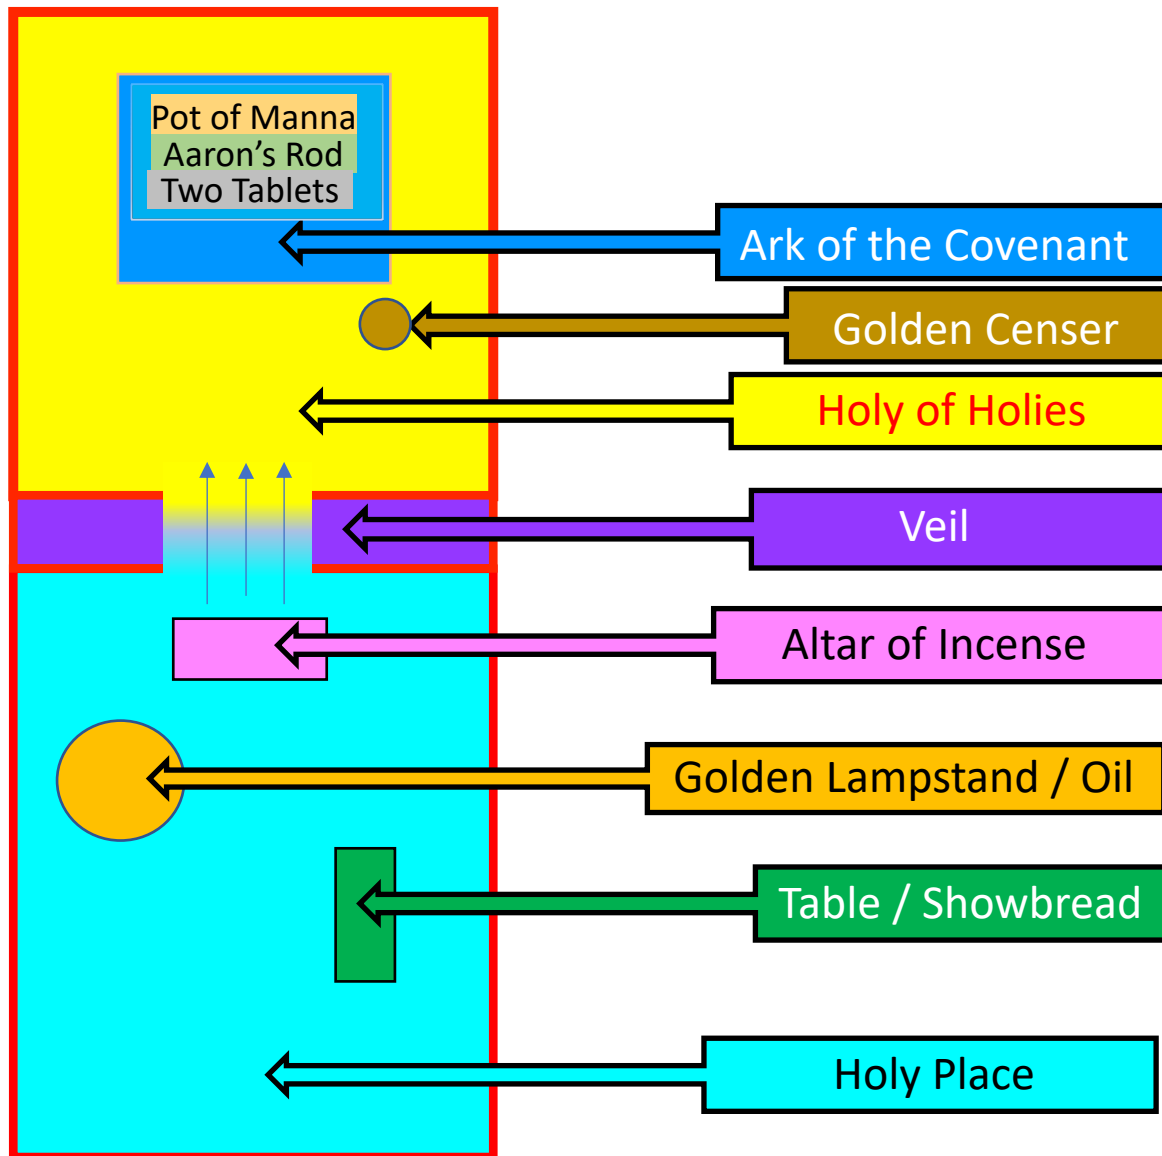 Pot of Manna
Aaron’s Rod
Two Tablets
Ark of the Covenant
Golden Censer
Holy of Holies
Veil
Altar of Incense
Golden Lampstand / Oil
Table / Showbread
Holy Place